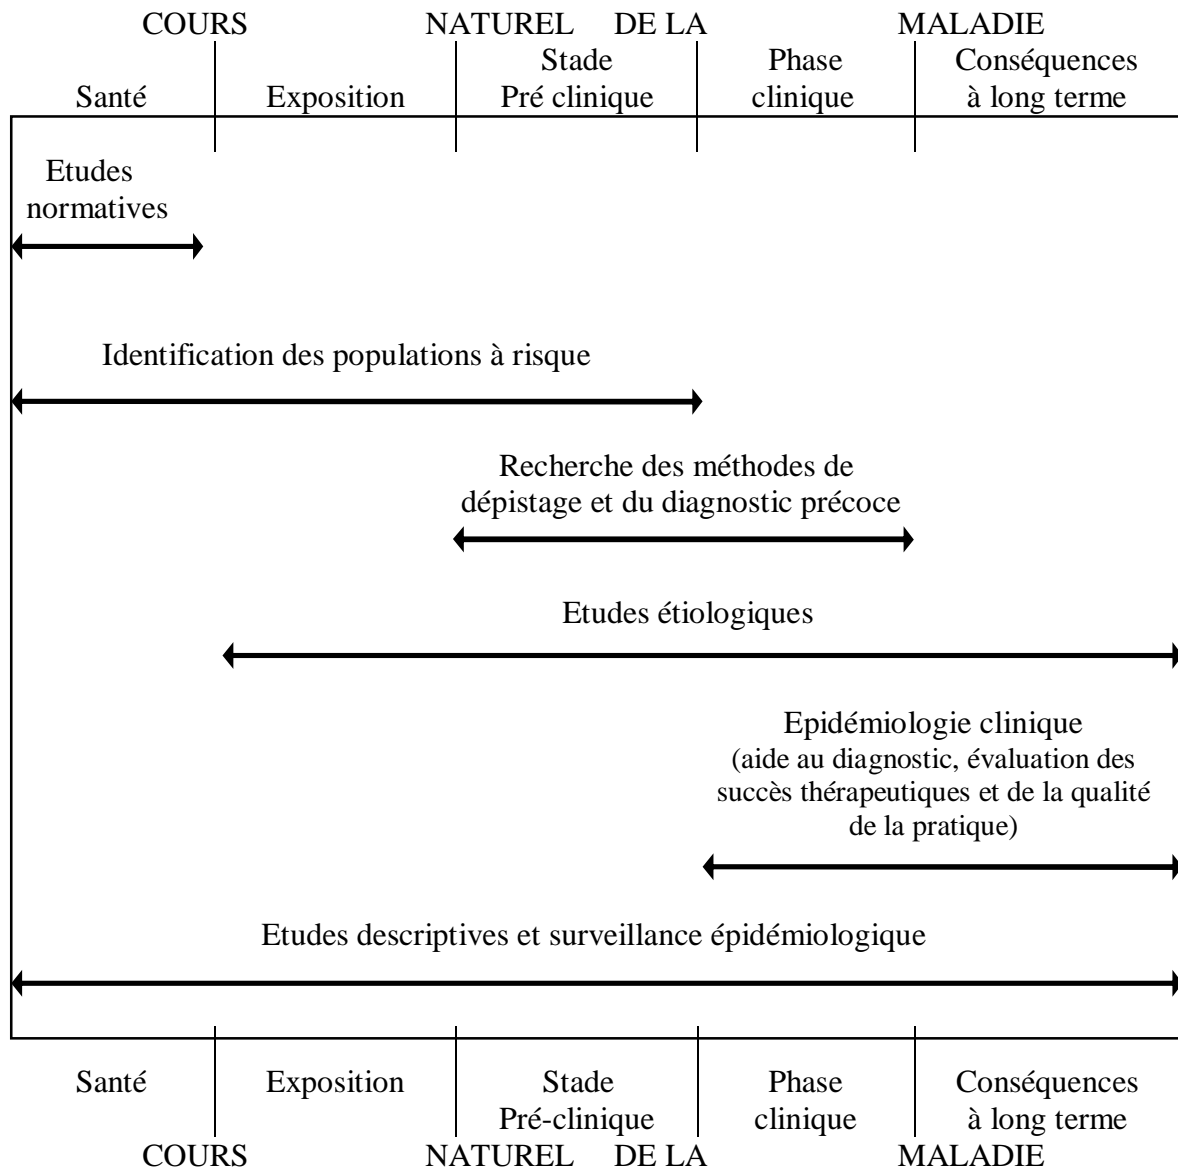 COURS NATUREL DE LA MALADIE
Stade Phase Conséquences
Santé Exposition Pré clinique clinique à long terme
Etudes
normatives
Identification des populations à risque
Recherche des méthodes de
dépistage et du diagnostic précoce
Etudes étiologiques
Epidémiologie clinique
(aide au diagnostic, évaluation des
succès thérapeutiques et de la qualité
de la pratique)
Etudes descriptives et surveillance épidémiologique
Santé Exposition Stade Phase Conséquences
Pré-clinique clinique à long terme
COURS NATUREL DE LA MALADIE